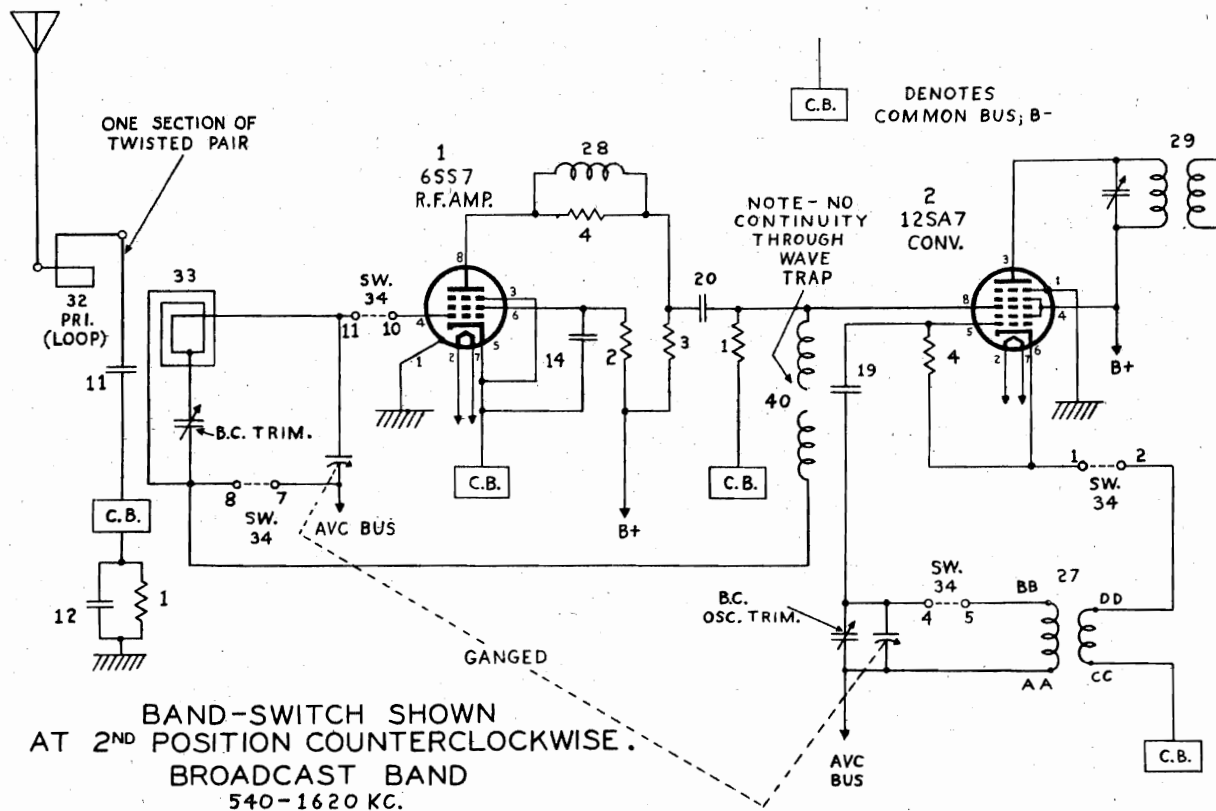 ONE SECTION OF
TWISTED PAIR
32
PRI.
(LOOP)
11
C.B.
12
1
33
B.C. TRIM.
SW.
34
11
10
8
7
SW.
34
AVC BUS
1
6SS7
R.F. AMP.
8
3
6
4
1
2
7
5
28
4
14
2
3
C.B.
B+
20
1
C.B.
NOTE - NO
CONTINUITY
THROUGH
WAVE
TRAP
40
C.B.
DENOTES
COMMON BUS; B-
2
12SA7
CONV.
3
1
8
4
5
2
7
6
29
B+
19
4
1
2
SW.
34
SW.
34
4
5
B.C.
OSC. TRIM.
BB
27
DD
AA
CC
C.B.
AVC
BUS
GANGED
BAND-SWITCH SHOWN
AT 2ND POSITION COUNTERCLOCKWISE.
BROADCAST BAND
540-1620 KC.